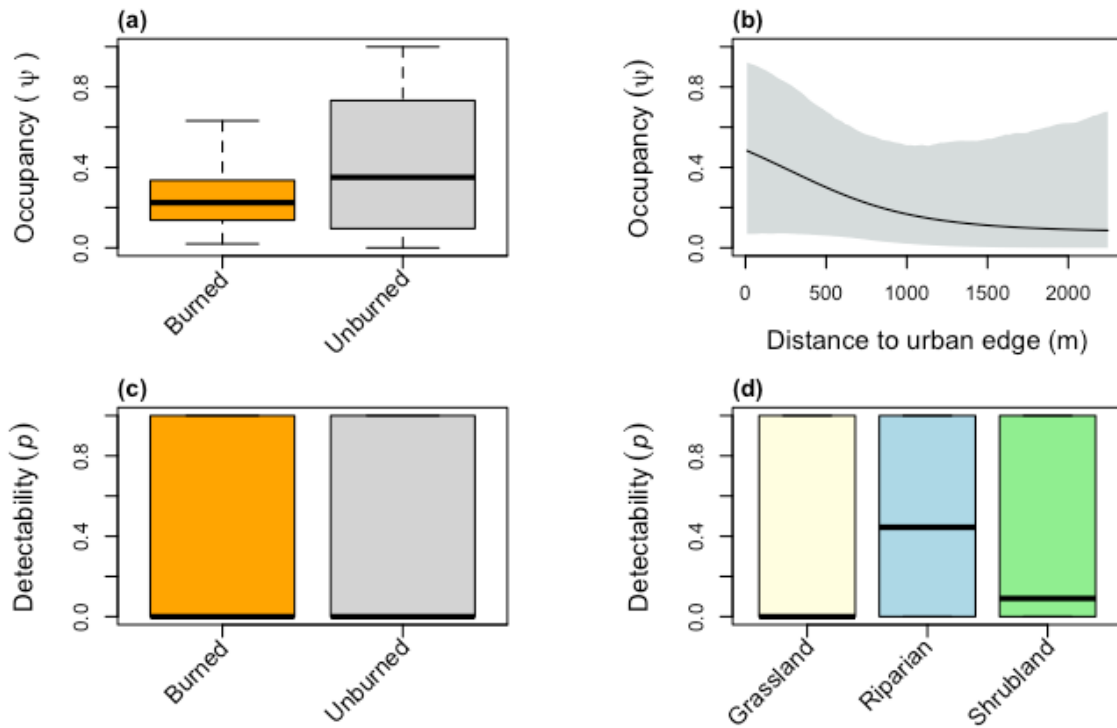 (a)
Occupancy ( ψ )
0.0 0.4 0.8
Burned
Unburned
(b)
Occupancy (ψ)
0.0 0.4 0.8
0 500 1000 1500 2000
Distance to urban edge (m)
(c)
Detectability (p)
0.0 0.4 0.8
Burned
Unburned
(d)
Detectability (p)
0.0 0.4 0.8
Grassland
Riparian
Shrubland